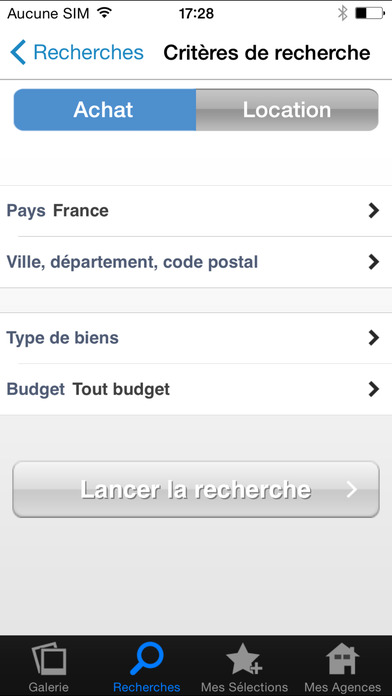 Aucune SIM 17:28
Recherches Critères de recherche
Achat Location
Pays France
Ville, département, code postal
Type de biens
Budget Tout budget
Lancer la recherche
Galerie Recherches Mes Sélections Mes Agences